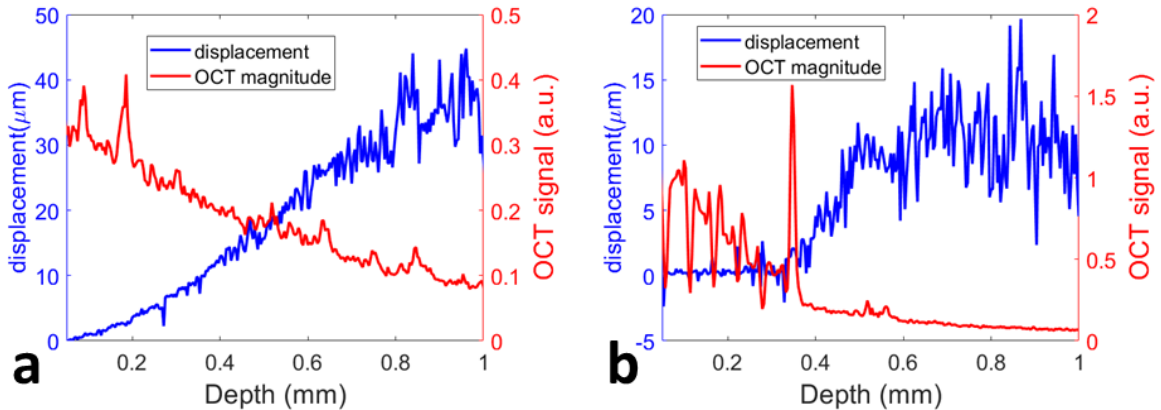 50
40
30
20
10
0
displacement(μm)
displacement
OCT magnitude
0.5
0.4
0.3
0.2
0.1
0
OCT signal (a.u.)
0.2
0.4
0.6
0.8
1
Depth (mm)
a
20
15
10
5
0
-5
displacement(μm)
displacement
OCT magnitude
2
1.5
1
0.5
0
OCT signal (a.u.)
0.2
0.4
0.6
0.8
1
Depth (mm)
b